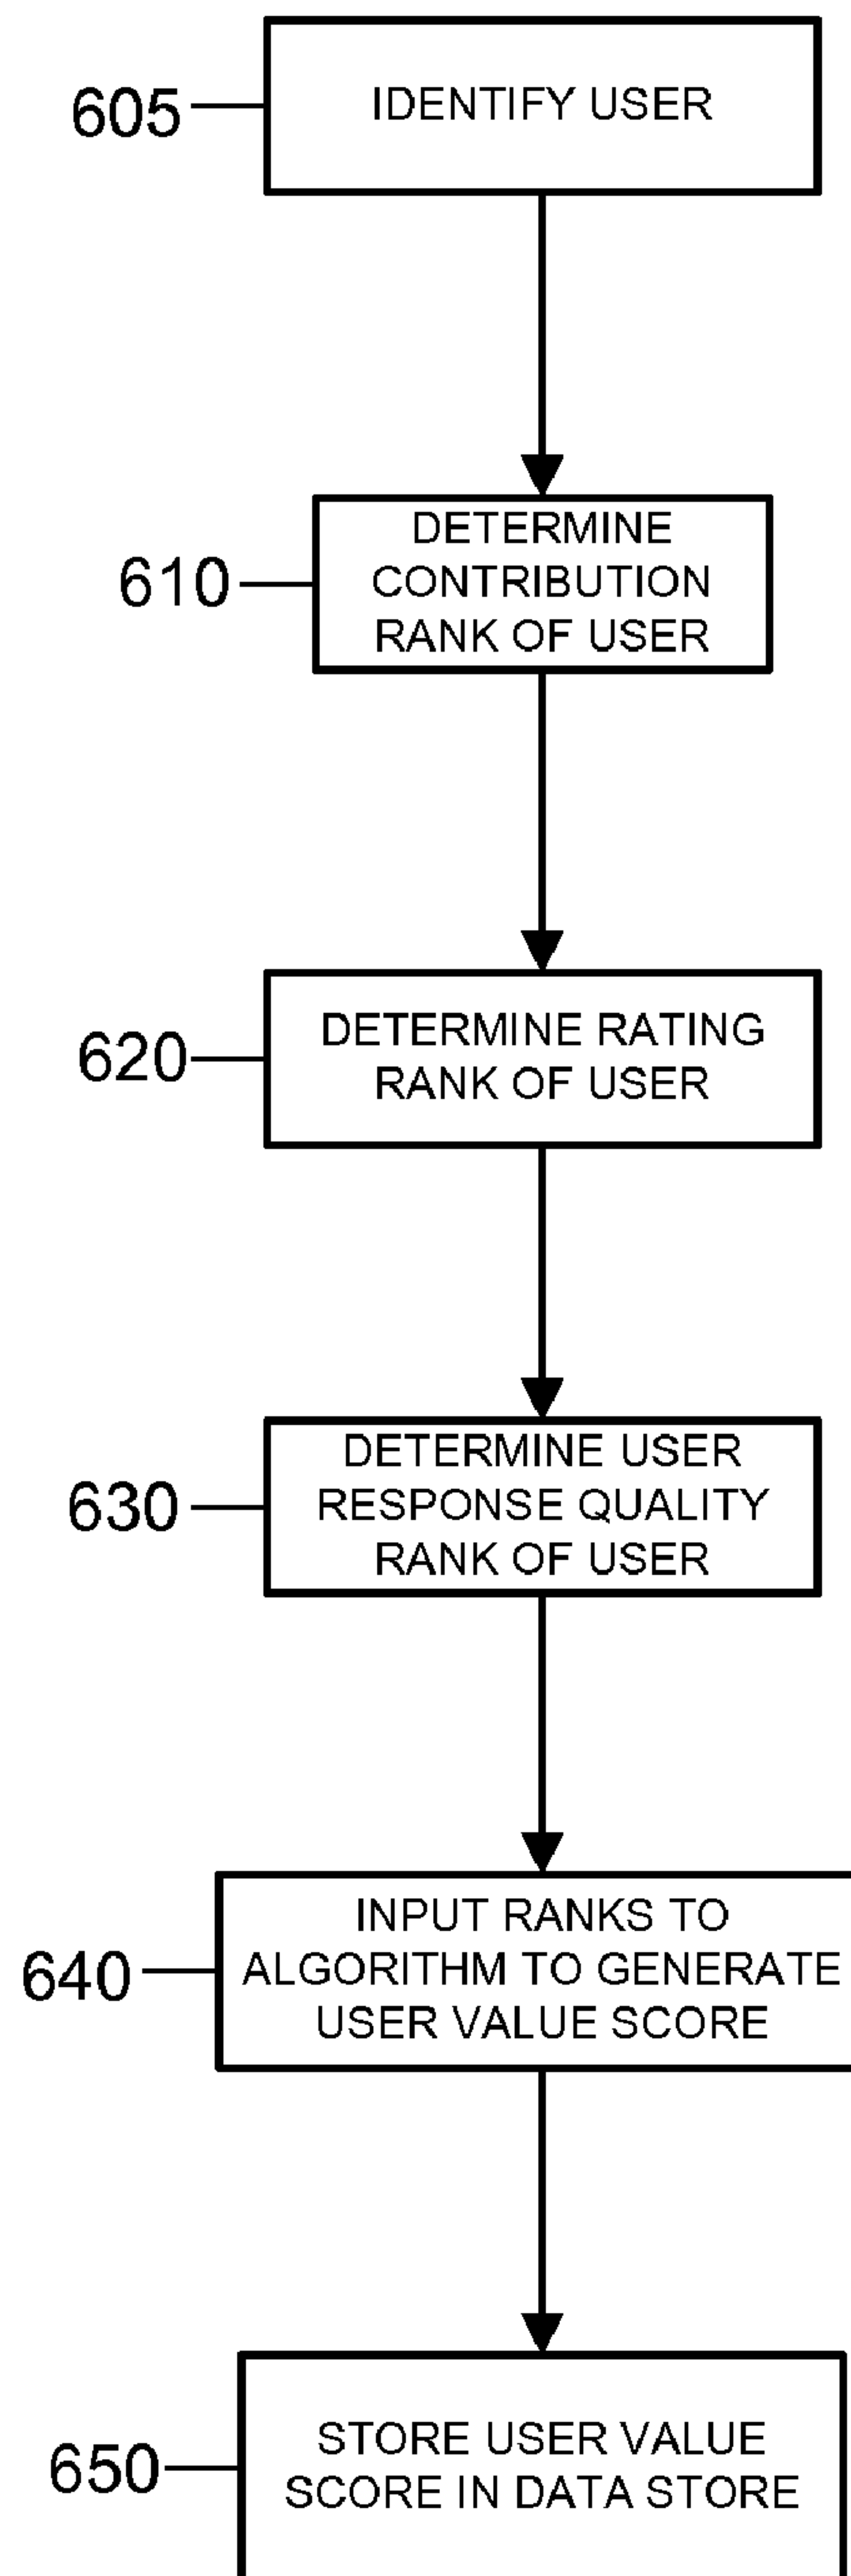 605
IDENTIFY USER
610
DETERMINE
CONTRIBUTION
RANK OF USER
620
DETERMINE RATING
RANK OF USER
630
DETERMINE USER
RESPONSE QUALITY
RANK OF USER
640
INPUT RANKS TO
ALGORITHM TO GENERATE
USER VALUE SCORE
650
STORE USER VALUE
SCORE IN DATA STORE